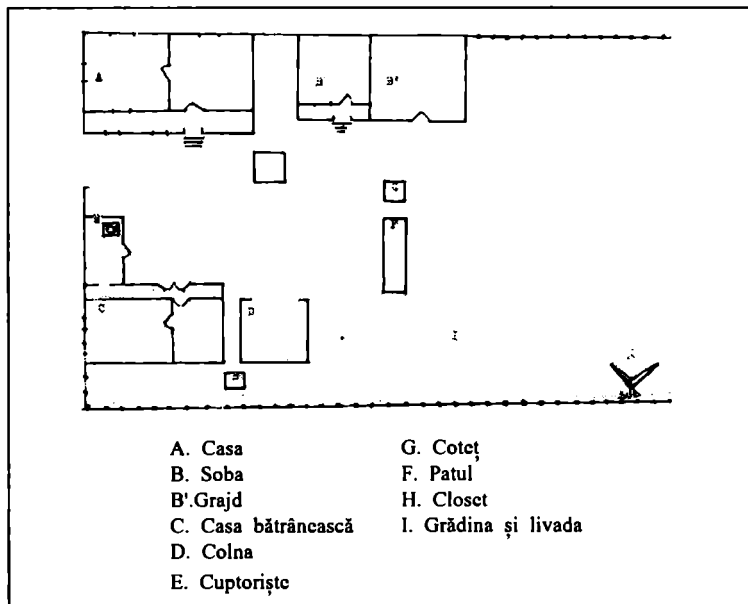 A
B
B'
G
F
C
D
I
A. Casa
B. Soba
B'.Grajd
C. Casa bătrânească
D. Colna
E. Cuptoriște
G. Coteț
F. Patul
H. Closet
I. Grădina și livada